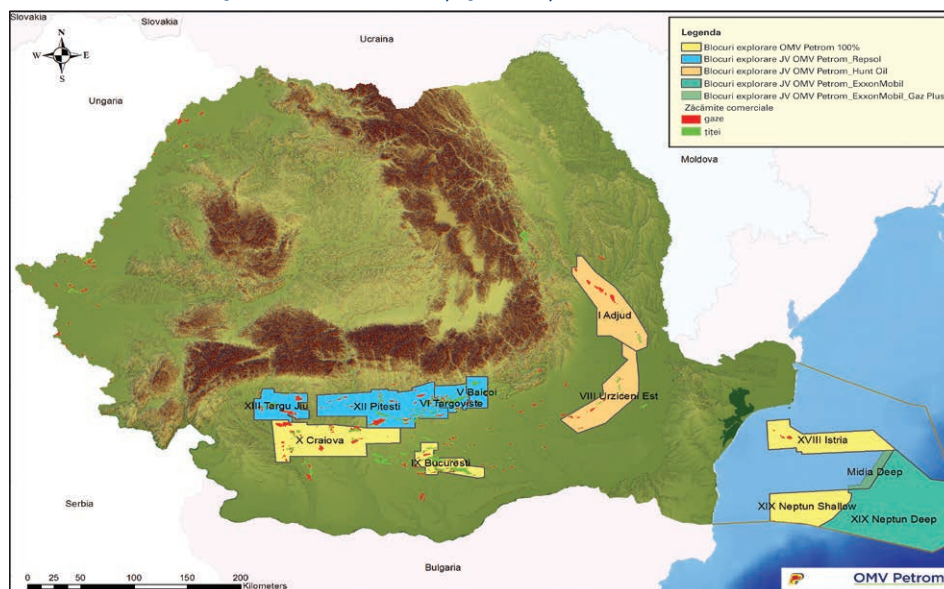 Slovakia
Slovakia
Ucraina
Ungaria
N
W E
S
Legenda
Blocuri explorare OMV Petrom 100%
Blocuri explorare JV OMV Petrom_Repsol
Blocuri explorare JV OMV Petrom_Hunt Oil
Blocuri explorare JV OMV Petrom_ExxonMobil
Blocuri explorare JV OMV Petrom_ExxonMobil_Gaz Plus
Zăcăminte comerciale
gaze
țiței
Moldova
I Adjud
VIII Urziceni Est
V Baicoi
XIII Targu Jiu
XII Pitesti
VI Targoviste
X Craiova
IX Bucuresti
XVIII Istria
Midia Deep
XIX Neptun Shallow
XIX Neptun Deep
Serbia
Bulgaria
0 25 50 100 150 200
Kilometers
OMV Petrom